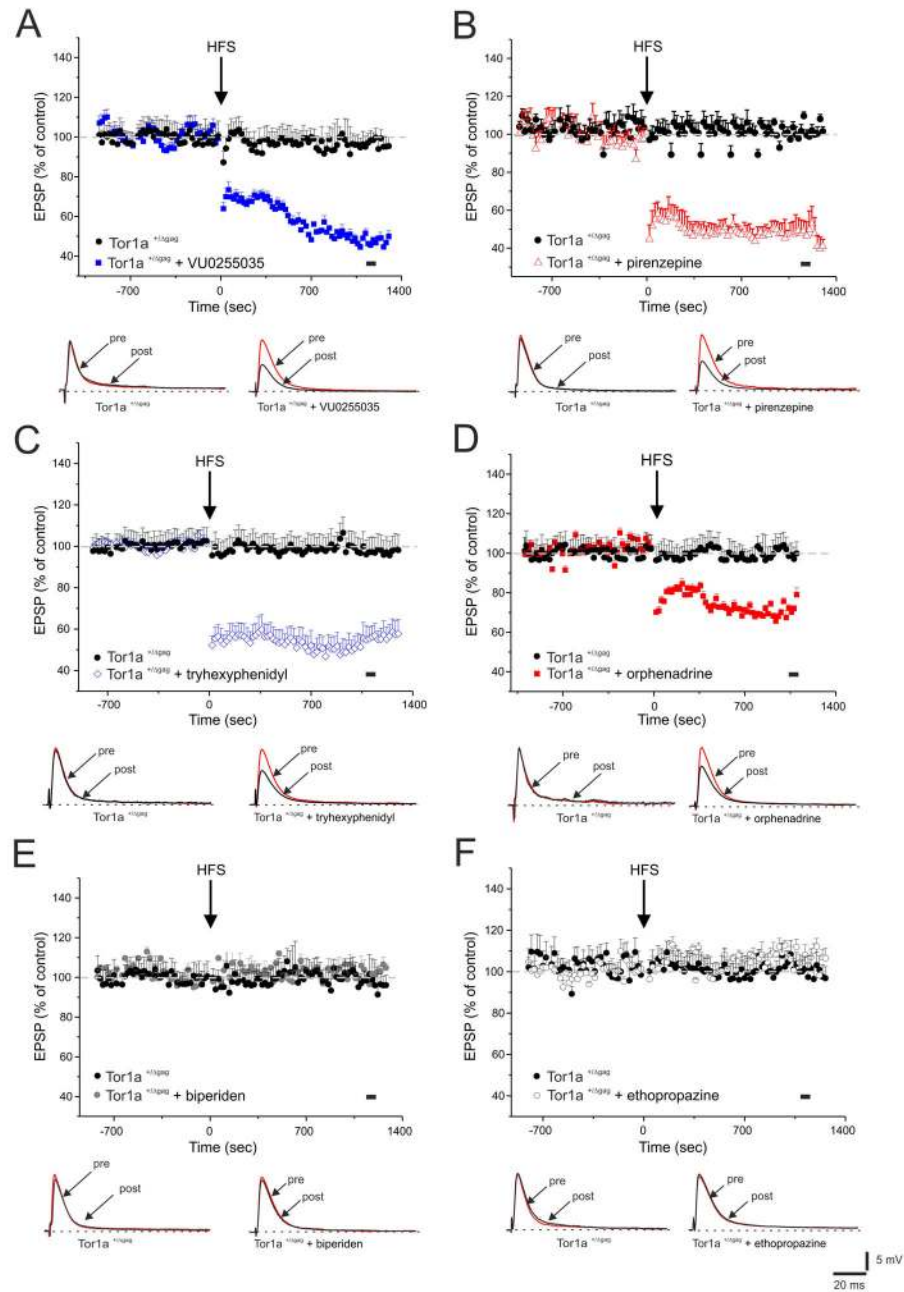 A
HFS
140
120
100
80
60
40
EPSP (% of control)
Tor1a +/Δgag
Tor1a +/Δgag + VU0255035
-700 0 700 1400
Time (sec)
pre
post
Tor1a +/Δgag
pre
post
Tor1a +/Δgag + VU0255035
B
HFS
140
120
100
80
60
40
EPSP (% of control)
Tor1a +/Δgag
Tor1a +/Δgag + pirenzepine
-700 0 700 1400
Time (sec)
pre
post
Tor1a +/Δgag
pre
post
Tor1a +/Δgag + pirenzepine
C
HFS
140
120
100
80
60
40
EPSP (% of control)
Tor1a +/Δgag
Tor1a +/Δgag + tryhexyphenidyl
-700 0 700 1400
Time (sec)
pre
post
Tor1a +/Δgag
pre
post
Tor1a +/Δgag + tryhexyphenidyl
D
HFS
140
120
100
80
60
40
EPSP (% of control)
Tor1a +/Δgag
Tor1a +/Δgag + orphenadrine
-700 0 700 1400
Time (sec)
pre
post
Tor1a +/Δgag
pre
post
Tor1a +/Δgag + orphenadrine
E
HFS
140
120
100
80
60
40
EPSP (% of control)
Tor1a +/Δgag
Tor1a +/Δgag + biperiden
-700 0 700 1400
Time (sec)
pre
post
Tor1a +/Δgag
pre
post
Tor1a +/Δgag + biperiden
F
HFS
140
120
100
80
60
40
EPSP (% of control)
Tor1a +/Δgag
Tor1a +/Δgag + ethopropazine
-700 0 700 1400
Time (sec)
pre
post
Tor1a +/Δgag
pre
post
Tor1a +/Δgag + ethopropazine
5 mV
20 ms